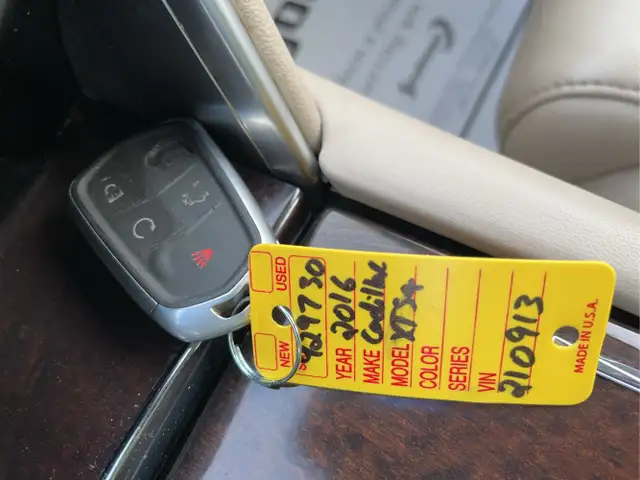 USED
NEW
929730
YEAR 2016
MAKE Cadillac
MODEL XTS4
COLOR
SERIES
VIN 210913
MADE IN U.S.A.